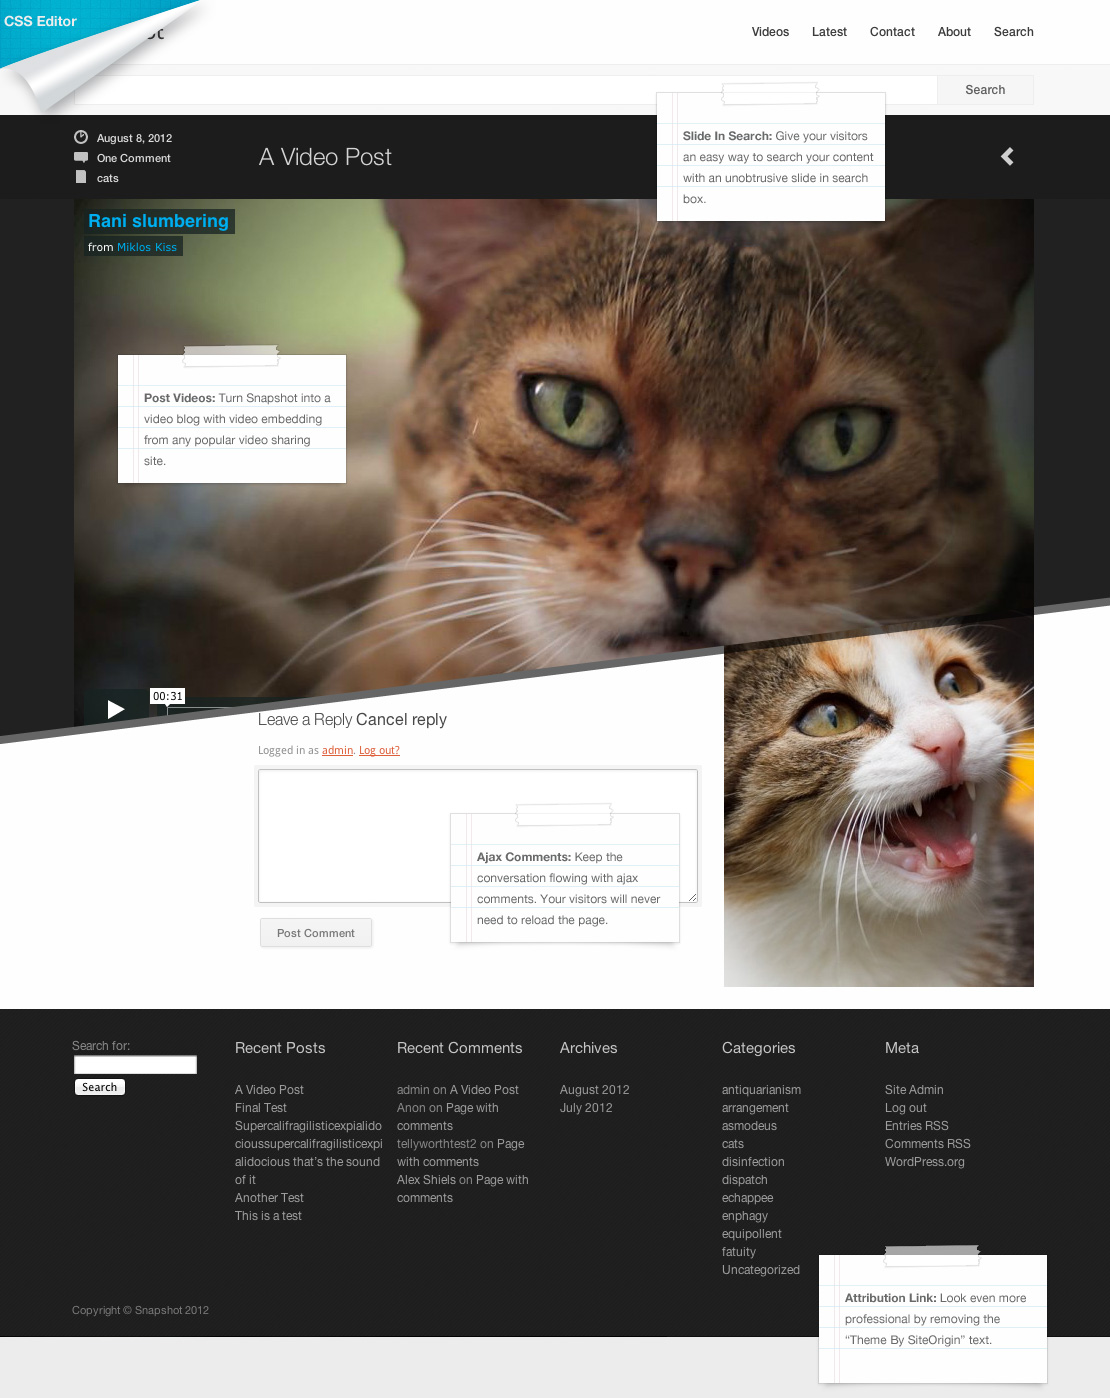 CSS Editor
Videos Latest Contact About Search
Search
August 8, 2012
One Comment
cats
A Video Post
Slide In Search: Give your visitors
an easy way to search your content
with an unobtrusive slide in search
box.
Rani slumbering
from Miklos Kiss
Post Videos: Turn Snapshot into a
video blog with video embedding
from any popular video sharing
site.
00:31
Leave a Reply Cancel reply
Logged in as admin. Log out?
Ajax Comments: Keep the
conversation flowing with ajax
comments. Your visitors will never
need to reload the page.
Post Comment
Search for:
Search
Recent Posts
A Video Post
Final Test
Supercalifragilisticexpialido
cioussupercalifragilisticexpi
alidocious that's the sound
of it
Another Test
This is a test
Recent Comments
admin on A Video Post
Anon on Page with
comments
tellyworthtest2 on Page
with comments
Alex Shiels on Page with
comments
Archives
August 2012
July 2012
Categories
antiquarianism
arrangement
asmodeus
cats
disinfection
dispatch
echappee
enphagy
equipollent
fatuity
Uncategorized
Meta
Site Admin
Log out
Entries RSS
Comments RSS
WordPress.org
Attribution Link: Look even more
professional by removing the
“Theme By SiteOrigin” text.
Copyright © Snapshot 2012